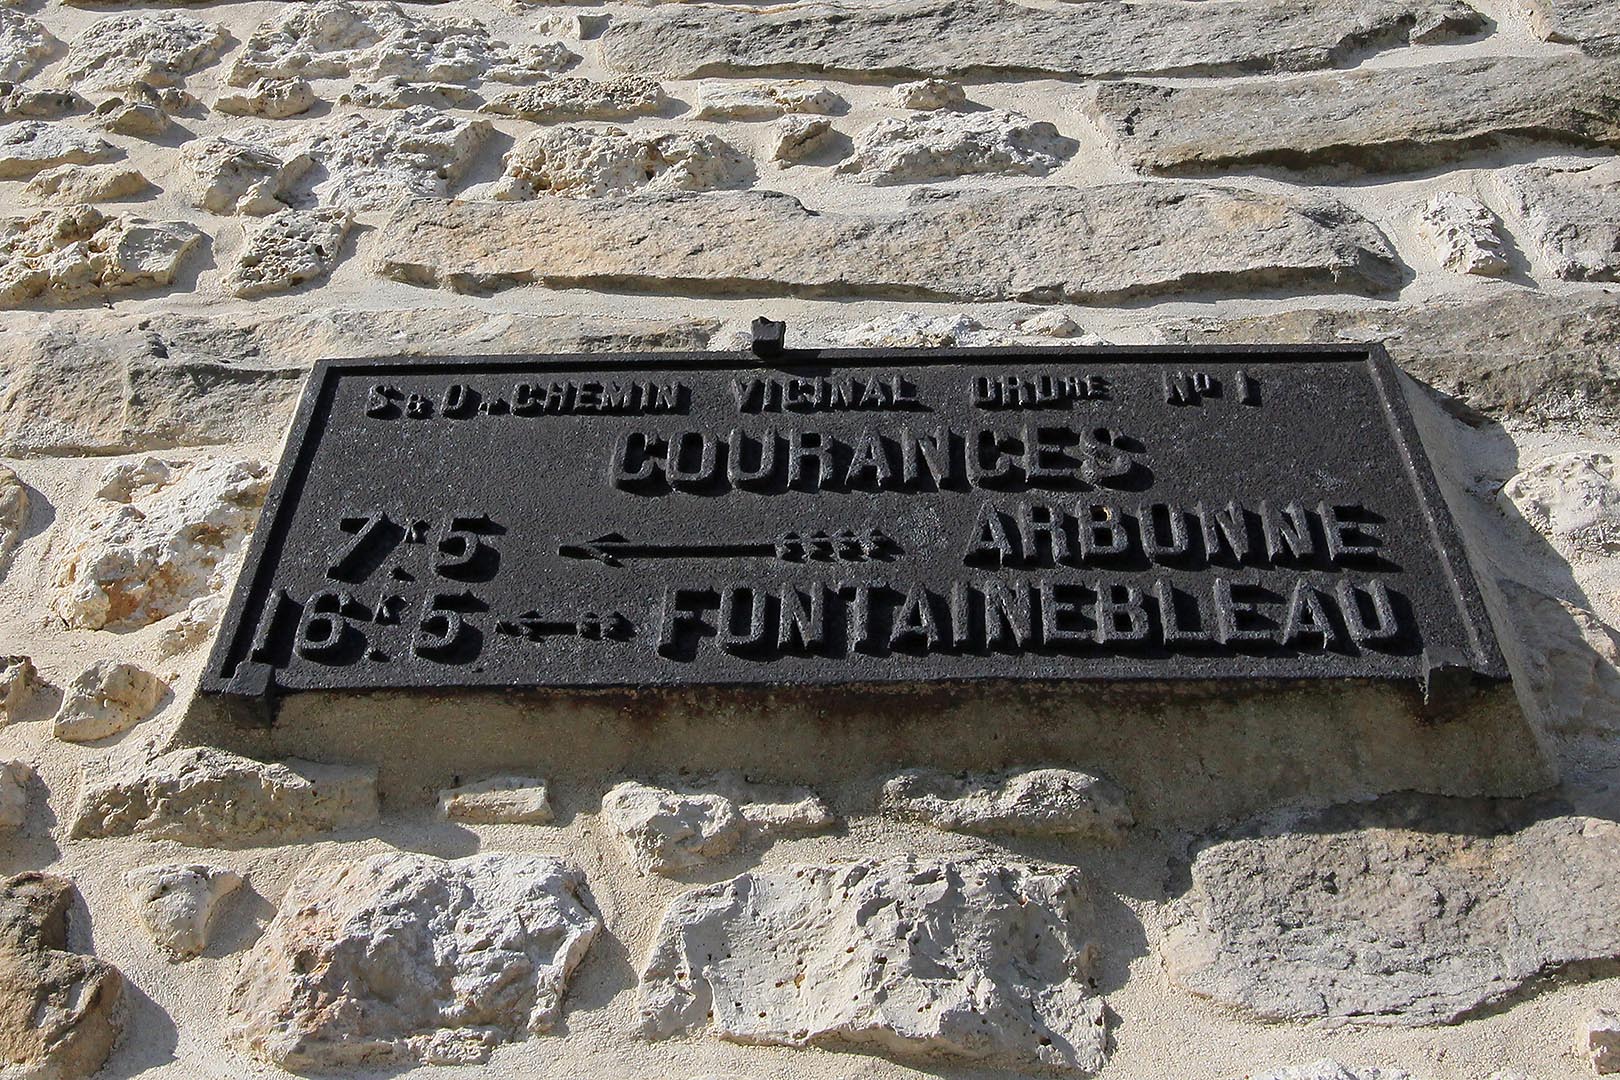 S & O. CHEMIN VICINAL ORDRE No 1
COURANCES
7K5 ARBONNE
16K5 FONTAINEBLEAU